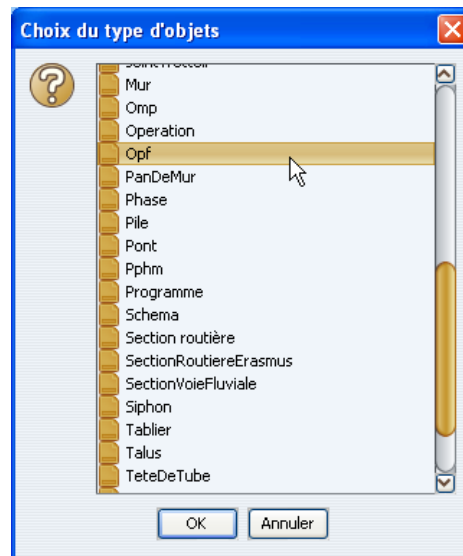 Choix du type d'objets
Mur
Omp
Operation
Opf
PanDeMur
Phase
Pile
Pont
Pphm
Programme
Schema
Section routière
SectionRoutiereErasmus
SectionVoieFluviale
Siphon
Tablier
Talus
TeteDeTube
OK
Annuler